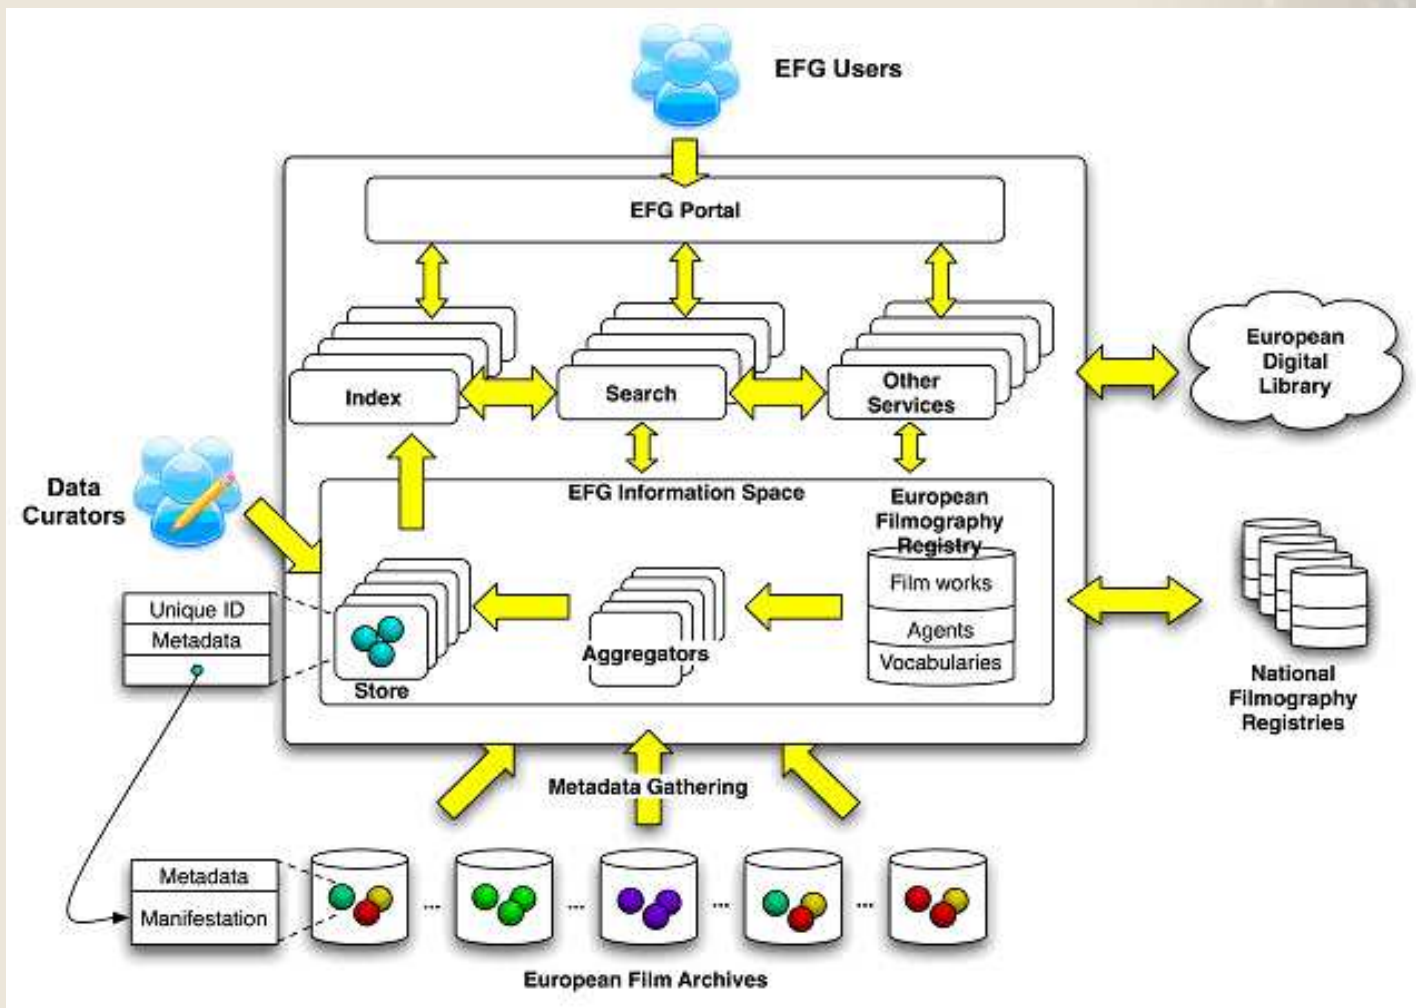 EFG Users
EFG Portal
Index
Search
Other
Services
European
Digital
Library
Data
Curators
EFG Information Space
European
Filmography
Registry
Film works
Agents
Vocabularies
Unique ID
Metadata
Store
Aggregators
National
Filmography
Registries
Metadata Gathering
Metadata
Manifestation
...
...
...
...
European Film Archives